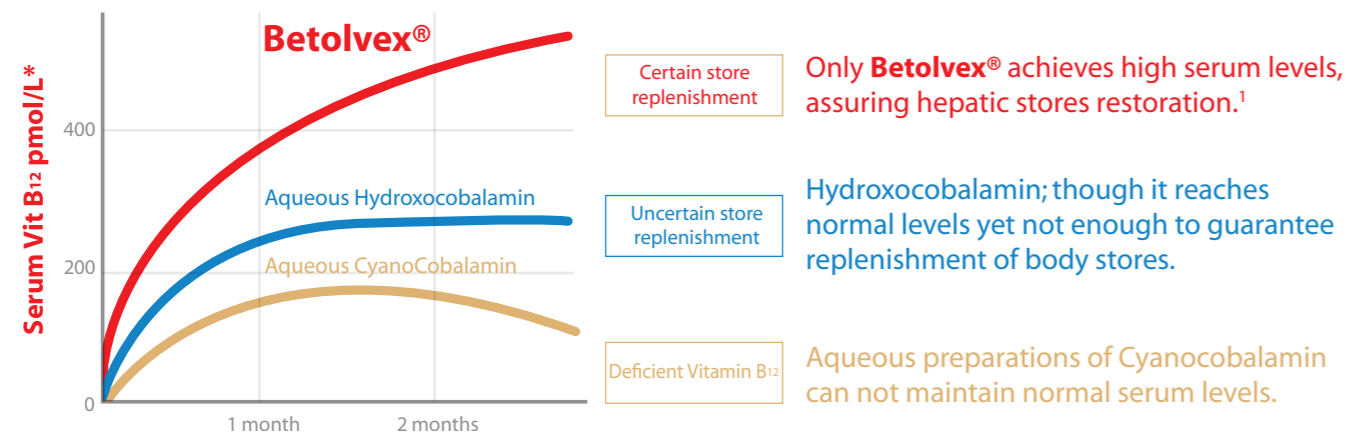 Serum Vit B12 pmol/L*
Betolvex®
400
Aqueous Hydroxocobalamin
Aqueous CyanoCobalamin
200
0
1 month
2 months
Certain store
replenishment
Only Betolvex® achieves high serum levels,
assuring hepatic stores restoration.1
Uncertain store
replenishment
Hydroxocobalamin; though it reaches
normal levels yet not enough to guarantee
replenishment of body stores.
Deficient Vitamin B12
Aqueous preparations of Cyanocobalamin
can not maintain normal serum levels.